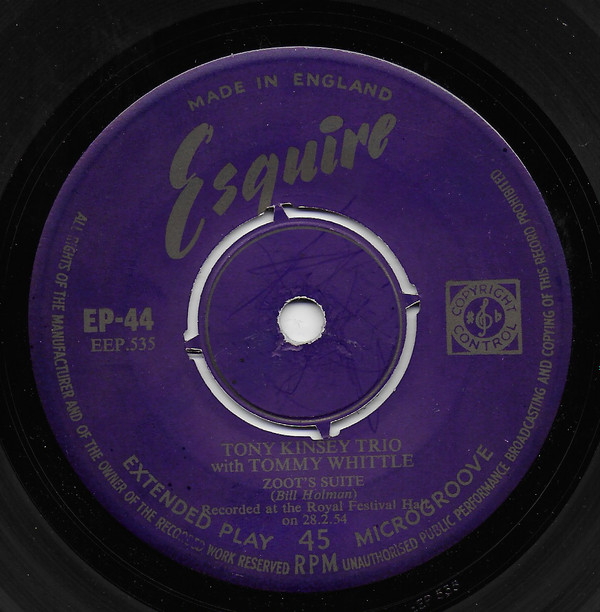 MADE IN ENGLAND
Esquire
EP-44
EEP.535
COPYRIGHT
CONTROL
TONY KINSEY TRIO
with TOMMY WHITTLE
ZOOT'S SUITE
(Bill Holman)
Recorded at the Royal Festival Hall
on 28.2.54
EXTENDED PLAY 45 MICROGROOVE
RPM
ALL RIGHTS OF THE MANUFACTURER AND OF THE OWNER OF THE RECORDED WORK RESERVED
UNAUTHORISED PUBLIC PERFORMANCE BROADCASTING AND COPYING OF THIS RECORD PROHIBITED